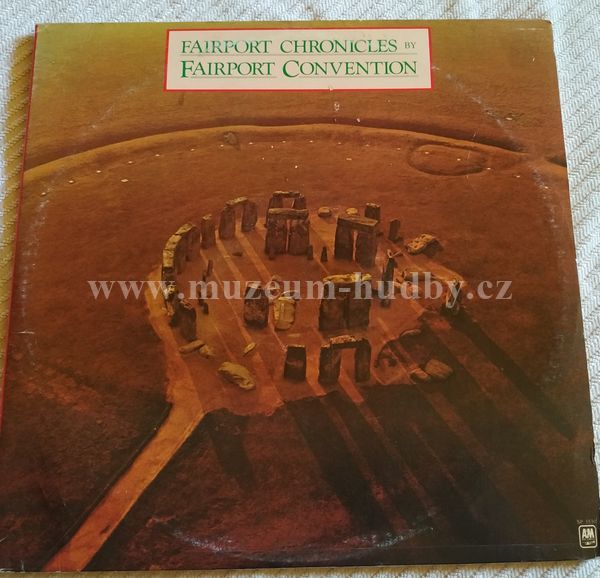 FAIRPORT CHRONICLES BY
FAIRPORT CONVENTION
www.muzeum-hudby.cz
A&M